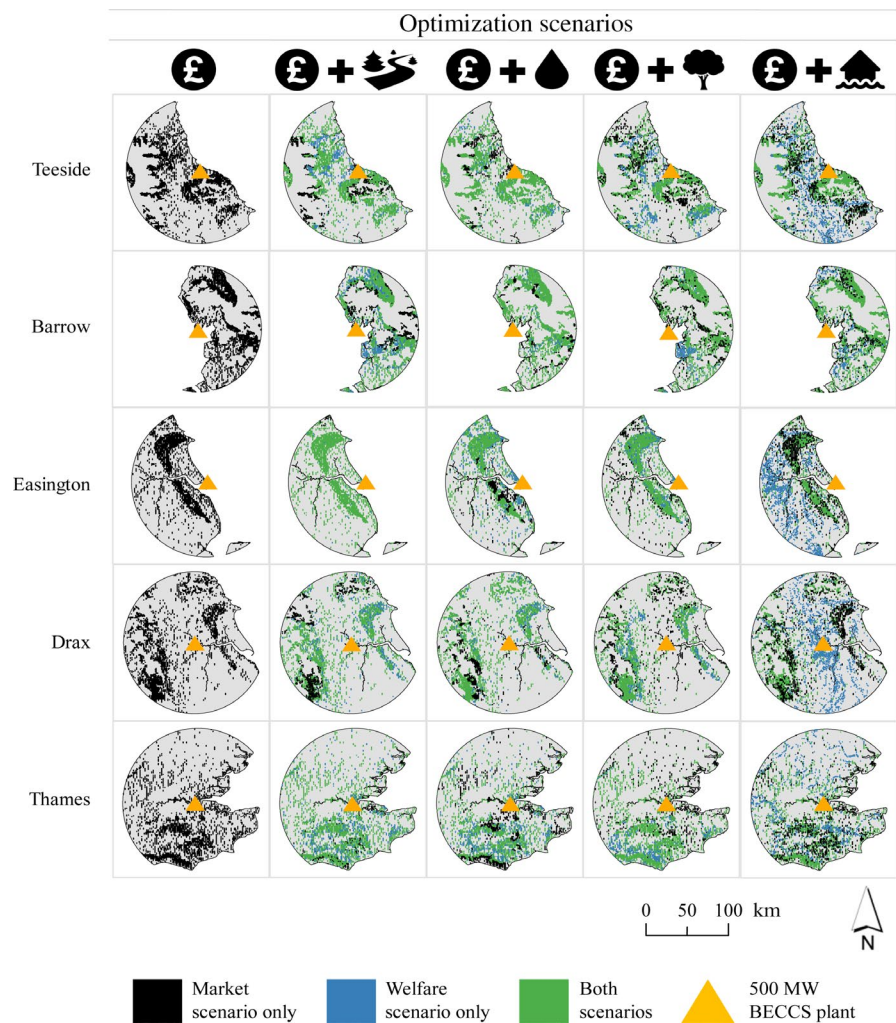 Optimization scenarios
£ £ + £ + £ + £ +
Teeside
Barrow
Easington
Drax
Thames
0 50 100 km
N
Market
scenario only
Welfare
scenario only
Both
scenarios
500 MW
BECCS plant